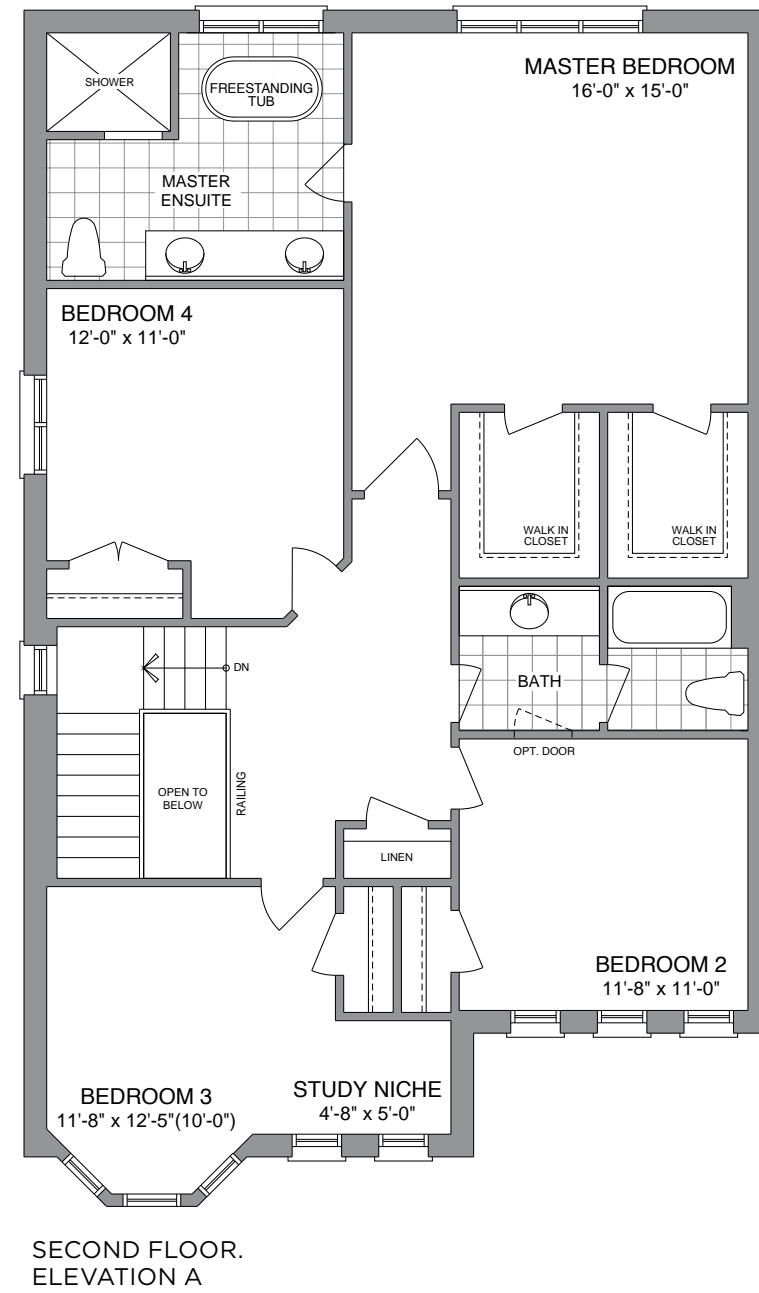 SHOWER
FREESTANDING
TUB
MASTER BEDROOM
16'-0" x 15'-0"
MASTER
ENSUITE
BEDROOM 4
12'-0" x 11'-0"
WALK IN
CLOSET
WALK IN
CLOSET
DN
BATH
OPT. DOOR
OPEN TO
BELOW
RAILING
LINEN
BEDROOM 2
11'-8" x 11'-0"
BEDROOM 3
11'-8" x 12'-5"(10'-0")
STUDY NICHE
4'-8" x 5'-0"
SECOND FLOOR.
ELEVATION A